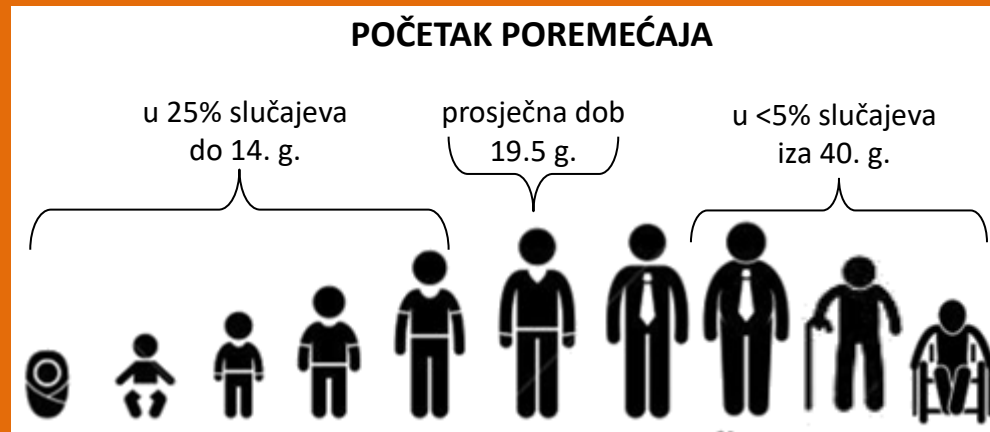 POČETAK POREMEĆAJA
u 25% slučajeva
do 14. g.
prosječna dob
19.5 g.
u <5% slučajeva
iza 40. g.